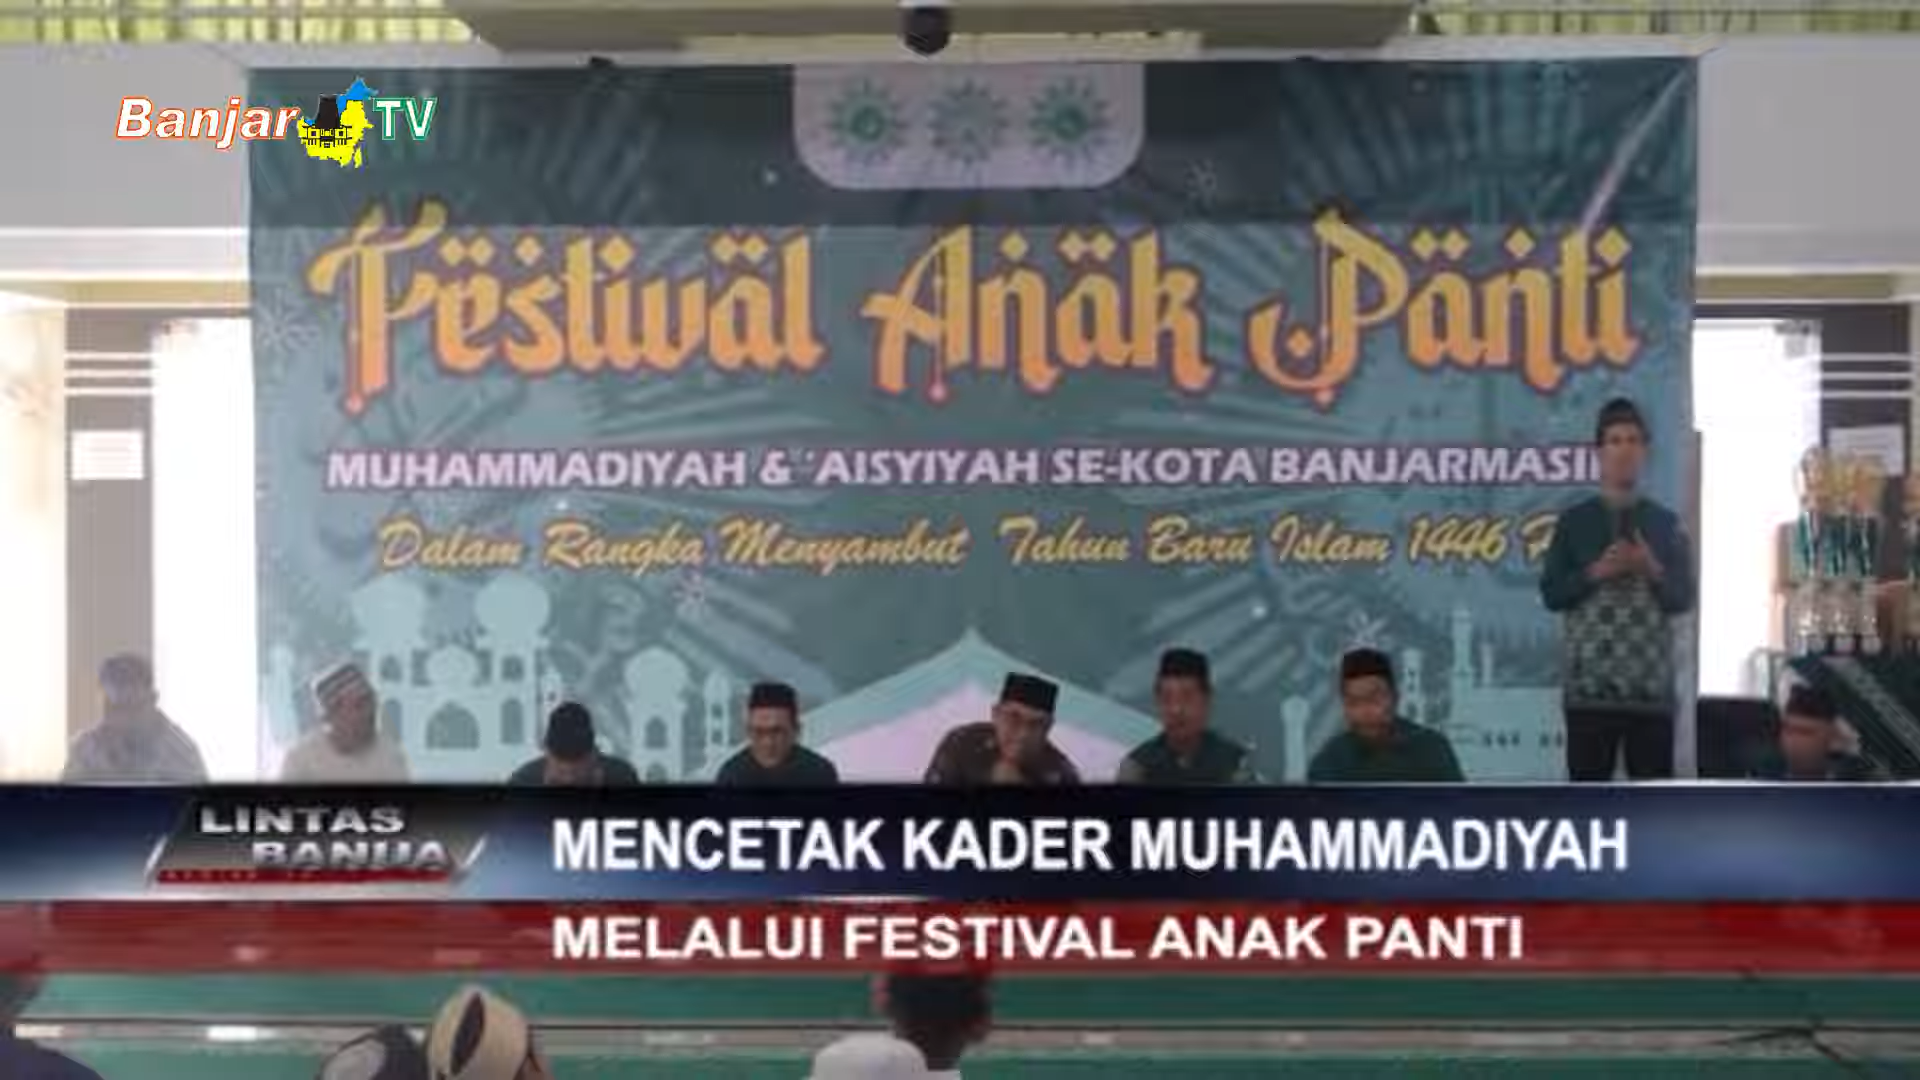 Banjar TV
Festival Anak Panti
MUHAMMADIYAH & 'AISYIYAH SE-KOTA BANJARMASI
Dalam Rangka Menyambut Tahun Baru Islam 1446 H
LINTAS
BANUA
MENCETAK KADER MUHAMMADIYAH
MELALUI FESTIVAL ANAK PANTI